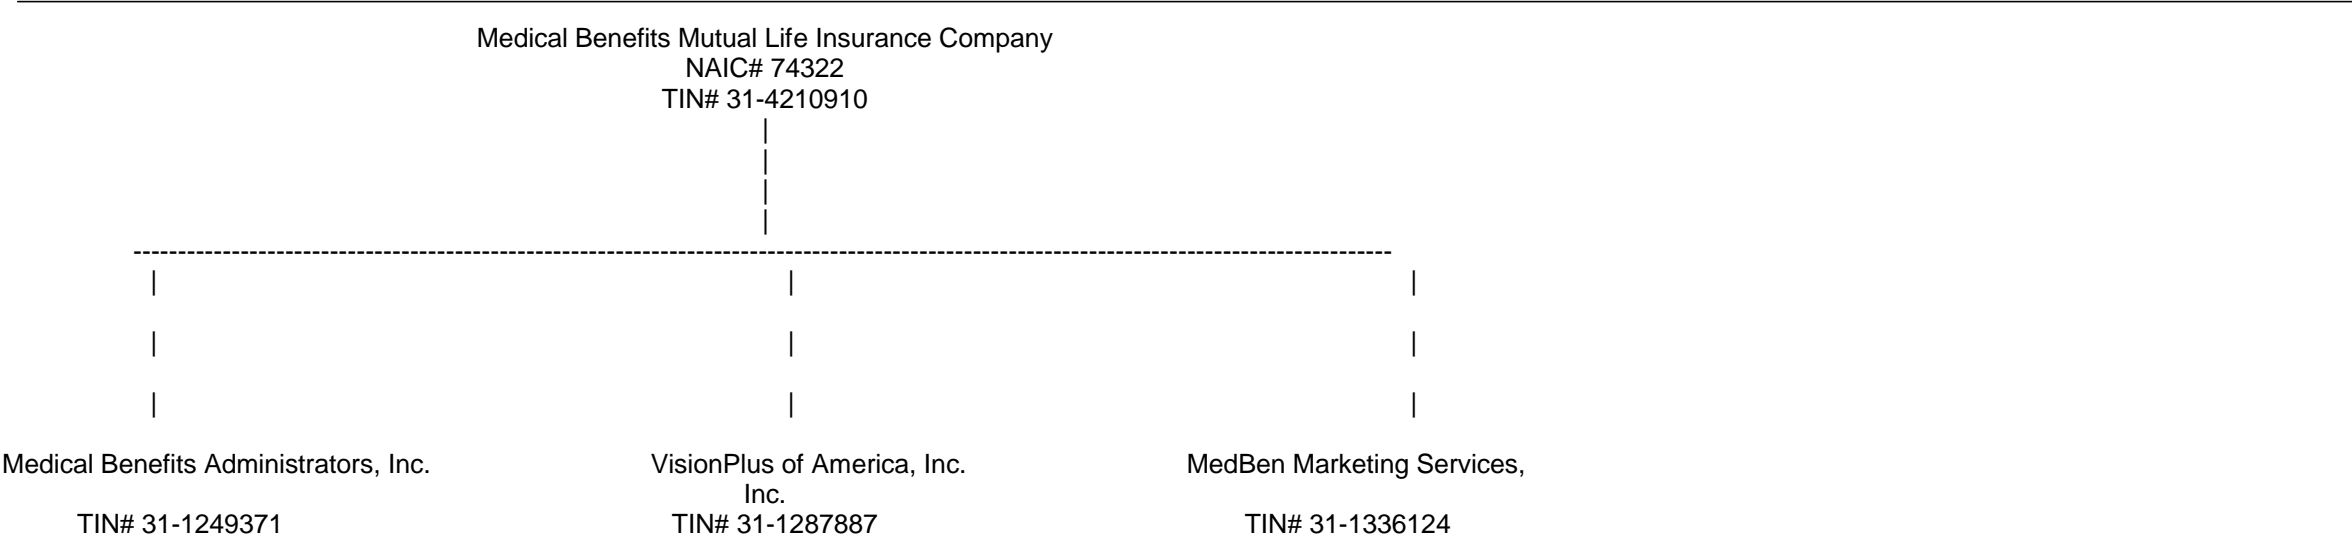 Medical Benefits Mutual Life Insurance Company
NAIC# 74322
TIN# 31-4210910
Medical Benefits Administrators, Inc. VisionPlus of America, Inc. MedBen Marketing Services,
Inc.
TIN# 31-1249371 TIN# 31-1287887 TIN# 31-1336124